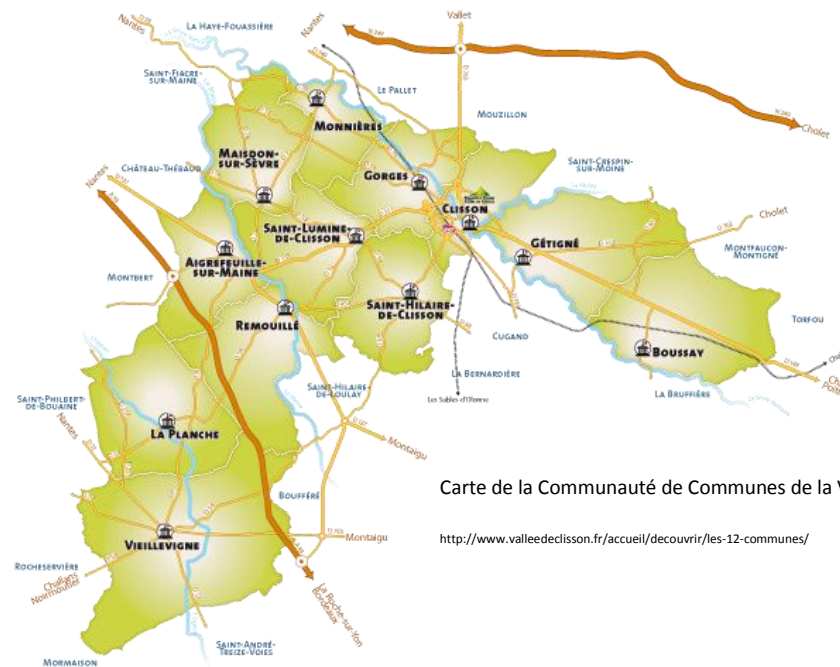 Nantes
LA HAYE-FOUASSIÈRE
Nantes
Vallet
SAINT-FIACRE-
SUR-MAINE
LE PALLET
Cholet
MONNIÈRES
MOUZILLON
MAISDON-
SUR-SÈVRE
CHÂTEAU-THÉBAUD
Nantes
GORGES
SAINT-CRESPIN-
SUR-MOINE
CLISSON
Cholet
SAINT-LUMINE-
DE-CLISSON
GÉTIGNÉ
MONTFAUCON-
MONTIGNÉ
AIGREFEUILLE-
SUR-MAINE
MONTBERT
SAINT-HILAIRE-
DE-CLISSON
REMOUILLÉ
TORFOU
CUGAND
BOUSSAY
LA BERNARDIÈRE
SAINT-HILAIRE-
DE-LOULAY
LA BRUFFIÈRE
Les Sables-d'Olonne
SAINT-PHILBERT-
DE-BOUAINE
Nantes
LA PLANCHE
Montaigu
BOUFFÉRÉ
Carte de la Communauté de Communes de la V
VIEILLEVIGNE
Montaigu
http://www.valleedeclisson.fr/accueil/decouvrir/les-12-communes/
ROCHESERVIÈRE
Challans
Noirmoutier
La Roche-sur-Yon
Bordeaux
SAINT-ANDRÉ-
TREIZE-VOIES
MORMAISON